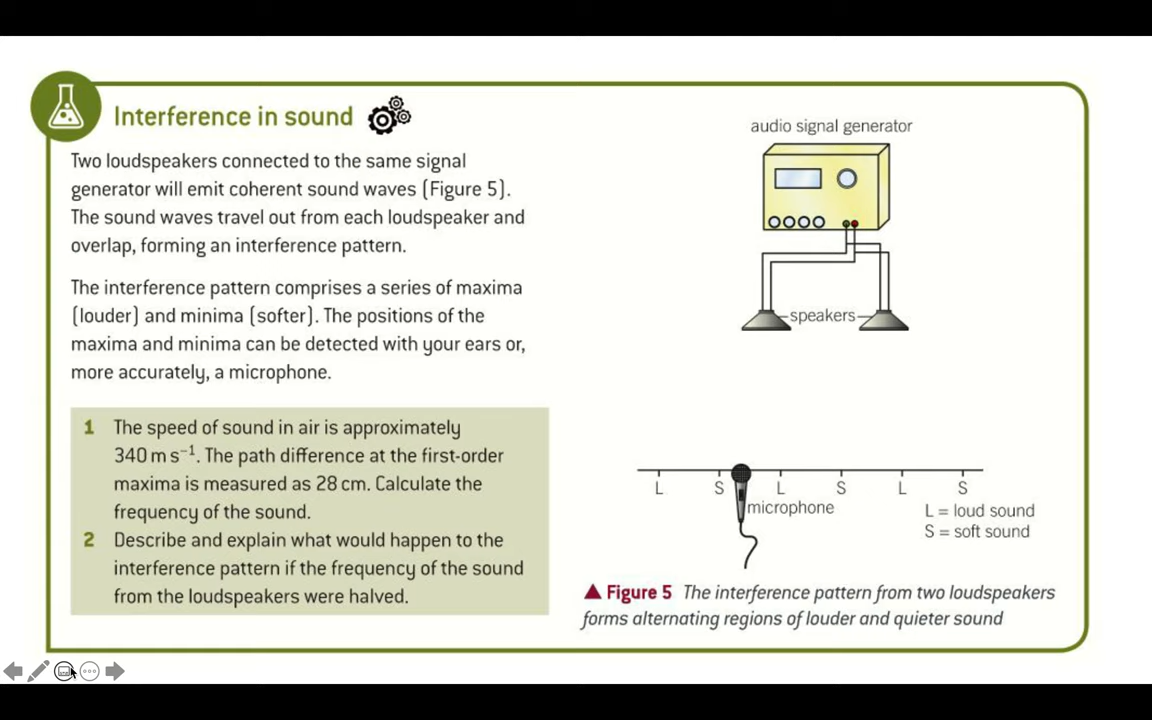 Interference in sound
Two loudspeakers connected to the same signal
generator will emit coherent sound waves (Figure 5).
The sound waves travel out from each loudspeaker and
overlap, forming an interference pattern.
The interference pattern comprises a series of maxima
(louder) and minima (softer). The positions of the
maxima and minima can be detected with your ears or,
more accurately, a microphone.
1 The speed of sound in air is approximately
340 m s⁻¹. The path difference at the first-order
maxima is measured as 28 cm. Calculate the
frequency of the sound.
2 Describe and explain what would happen to the
interference pattern if the frequency of the sound
from the loudspeakers were halved.
audio signal generator
speakers
L S L S L S
microphone
L = loud sound
S = soft sound
▲ Figure 5 The interference pattern from two loudspeakers
forms alternating regions of louder and quieter sound